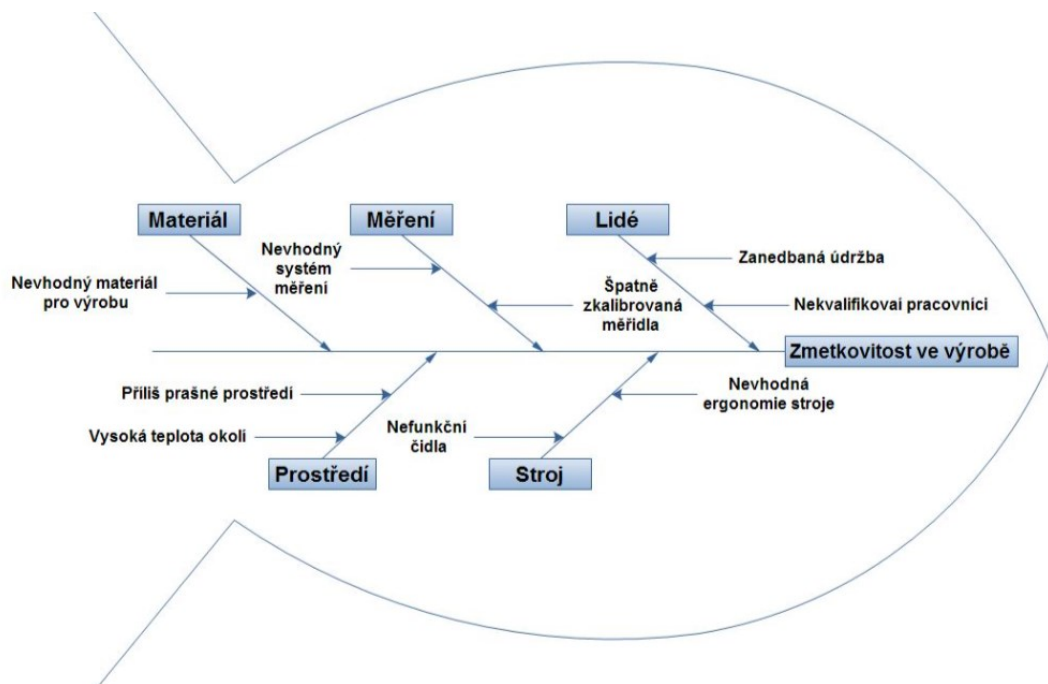 Materiál
Měření
Lidé
Nevhodný
systém
měření
Zanedbaná údržba
Nevhodný materiál
pro výrobu
Špatně
zkalibrovaná
měřidla
Nekvalifikovai pracovníci
Zmetkovitost ve výrobě
Příliš prašné prostředí
Nevhodná
ergonomie stroje
Vysoká teplota okolí
Nefunkční
čidla
Prostředí
Stroj